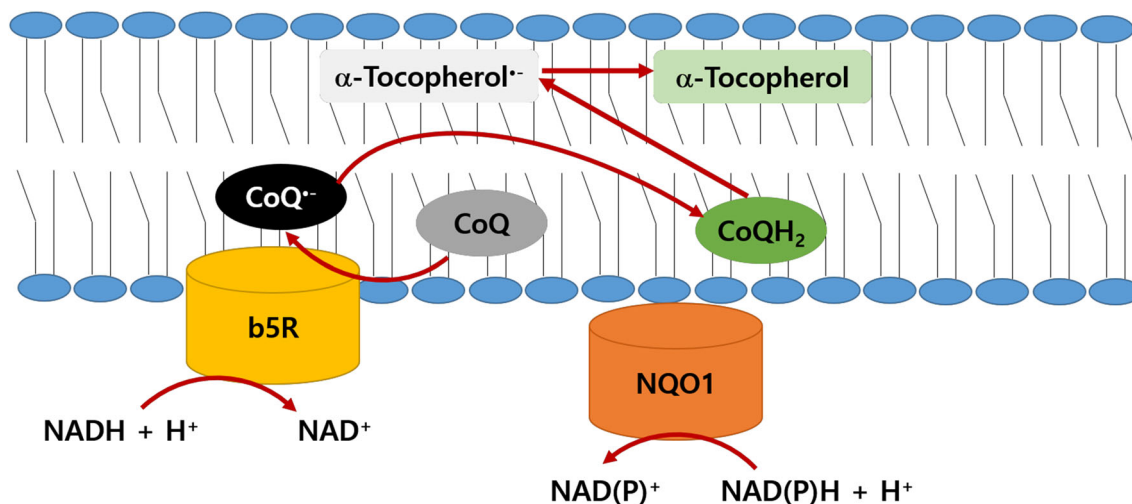 α-Tocopherol•-
α-Tocopherol
CoQ•-
CoQ
CoQH₂
b5R
NQO1
NADH + H⁺
NAD⁺
NAD(P)⁺
NAD(P)H + H⁺